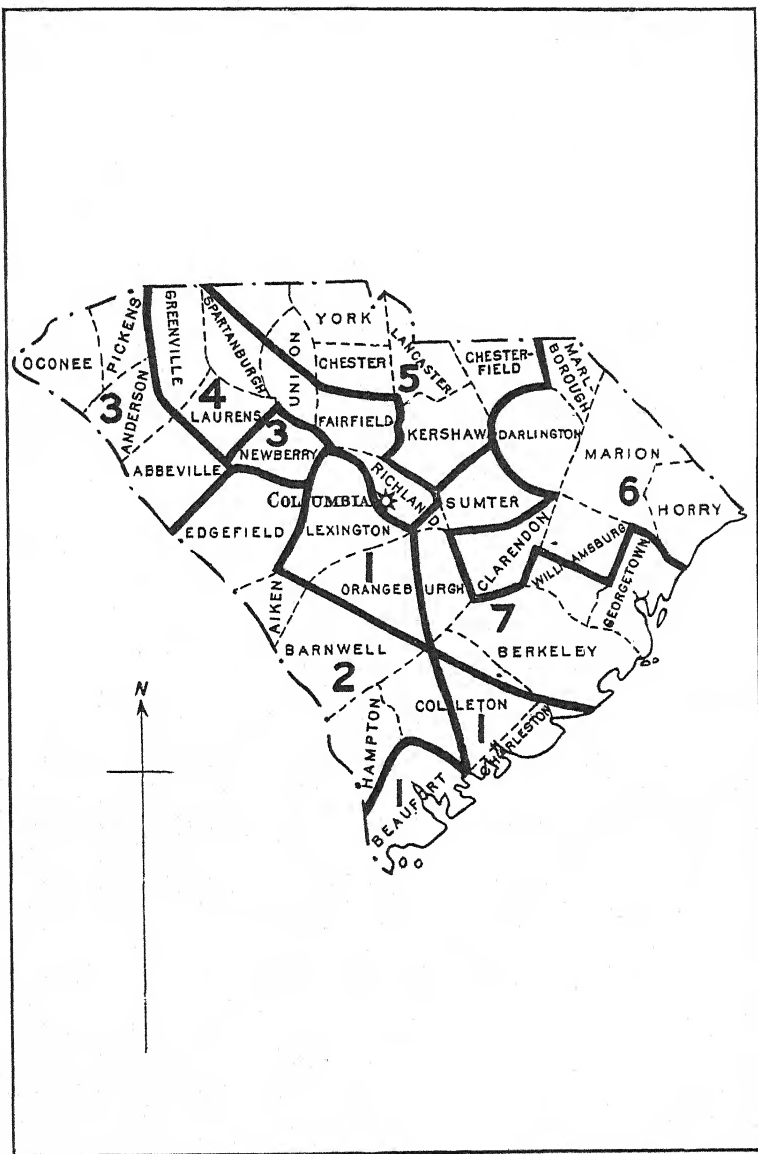 YORK
GREENVILLE
SPARTANBURGH
PICKENS
LANCASTER
UNION
CHESTER
CHESTER-
FIELD
MARL-
BOROUGH
OCONEE
ANDERSON
3
4
5
LAURENS
FAIRFIELD
KERSHAW
DARLINGTON
3
NEWBERRY
MARION
ABBEVILLE
RICHLAND
6
COLUMBIA
SUMTER
HORRY
EDGEFIELD
LEXINGTON
CLARENDON
WILLIAMSBURG
GEORGETOWN
1
ORANGEBURGH
AIKEN
7
BARNWELL
BERKELEY
2
COLLETON
HAMPTON
1
CHARLESTON
1
BEAUFORT
N